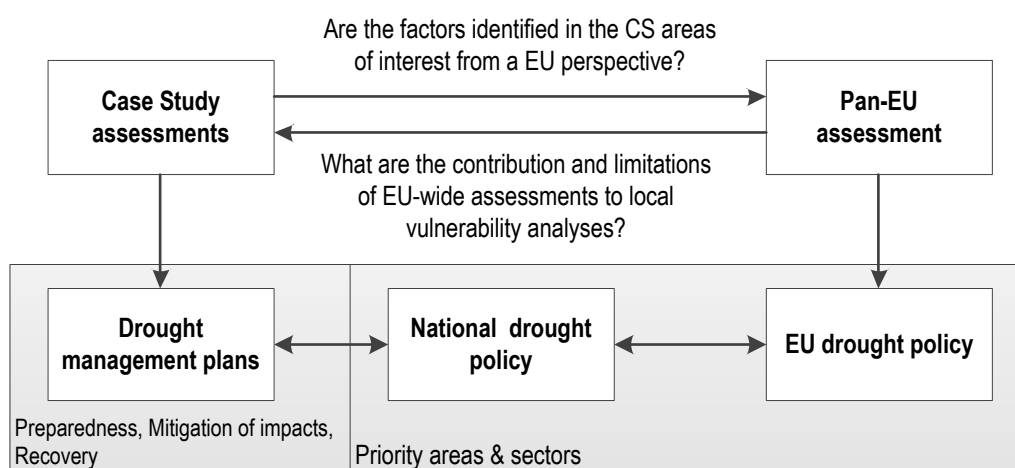 Are the factors identified in the CS areas
of interest from a EU perspective?
Case Study
assessments
Pan-EU
assessment
What are the contribution and limitations
of EU-wide assessments to local
vulnerability analyses?
Drought
management plans
National drought
policy
EU drought policy
Preparedness, Mitigation of impacts,
Recovery
Priority areas & sectors